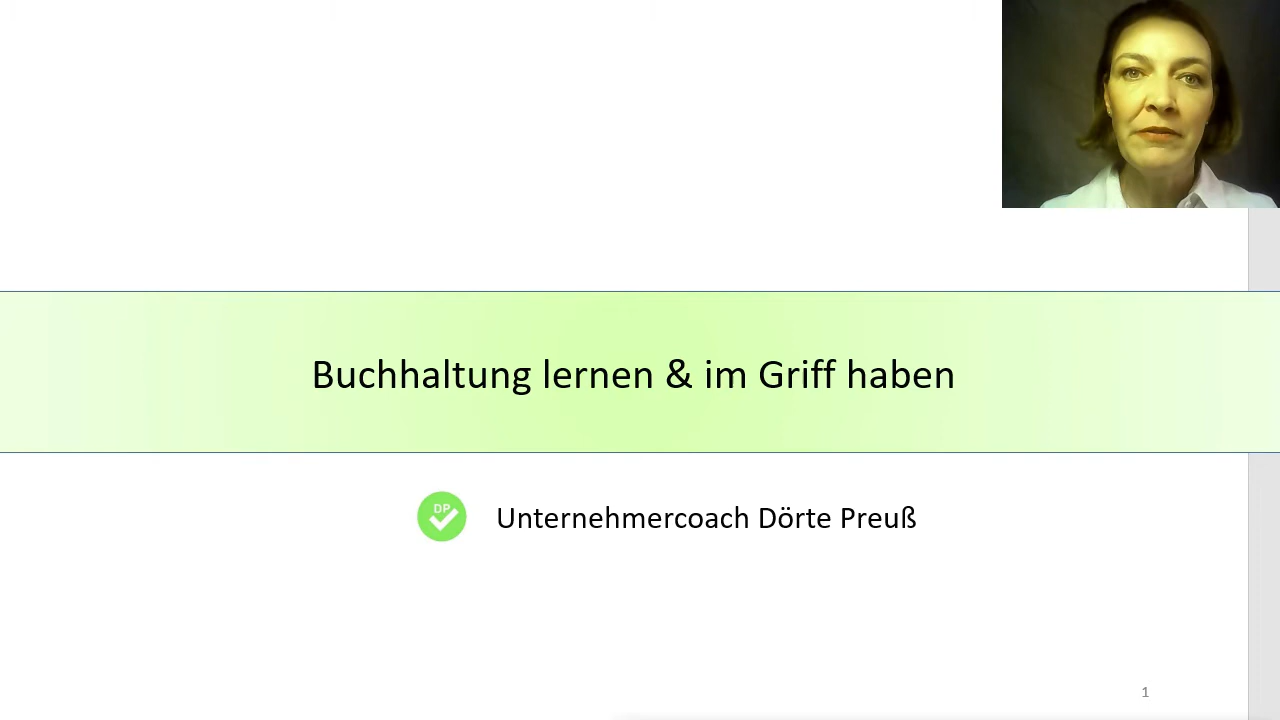 Buchhaltung lernen & im Griff haben
DP
Unternehmercoach Dörte Preuß
1